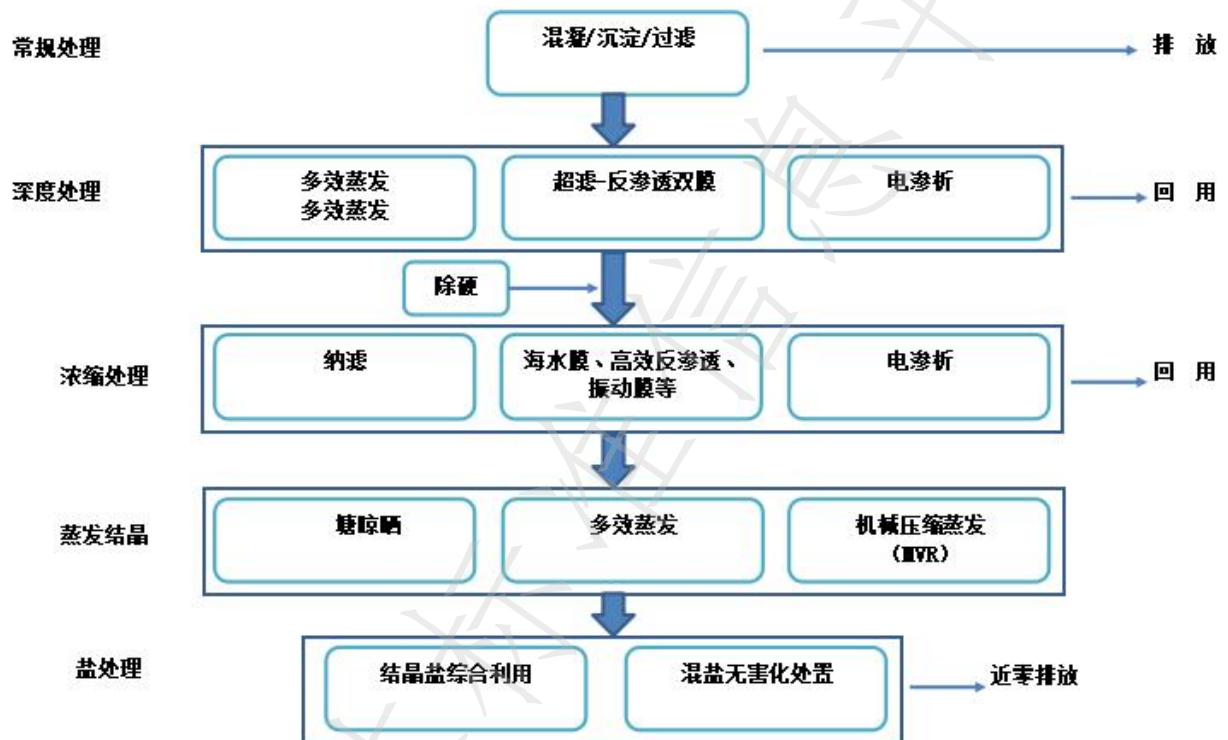 常规处理
混凝/沉淀/过滤
排 放
深度处理
多效蒸发
多效蒸发
超滤-反渗透双膜
电渗析
回 用
除硬
浓缩处理
纳滤
海水膜、高效反渗透、
振动膜等
电渗析
回 用
蒸发结晶
塘晾晒
多效蒸发
机械压缩蒸发
(MVR)
盐处理
结晶盐综合利用
混盐无害化处置
近零排放